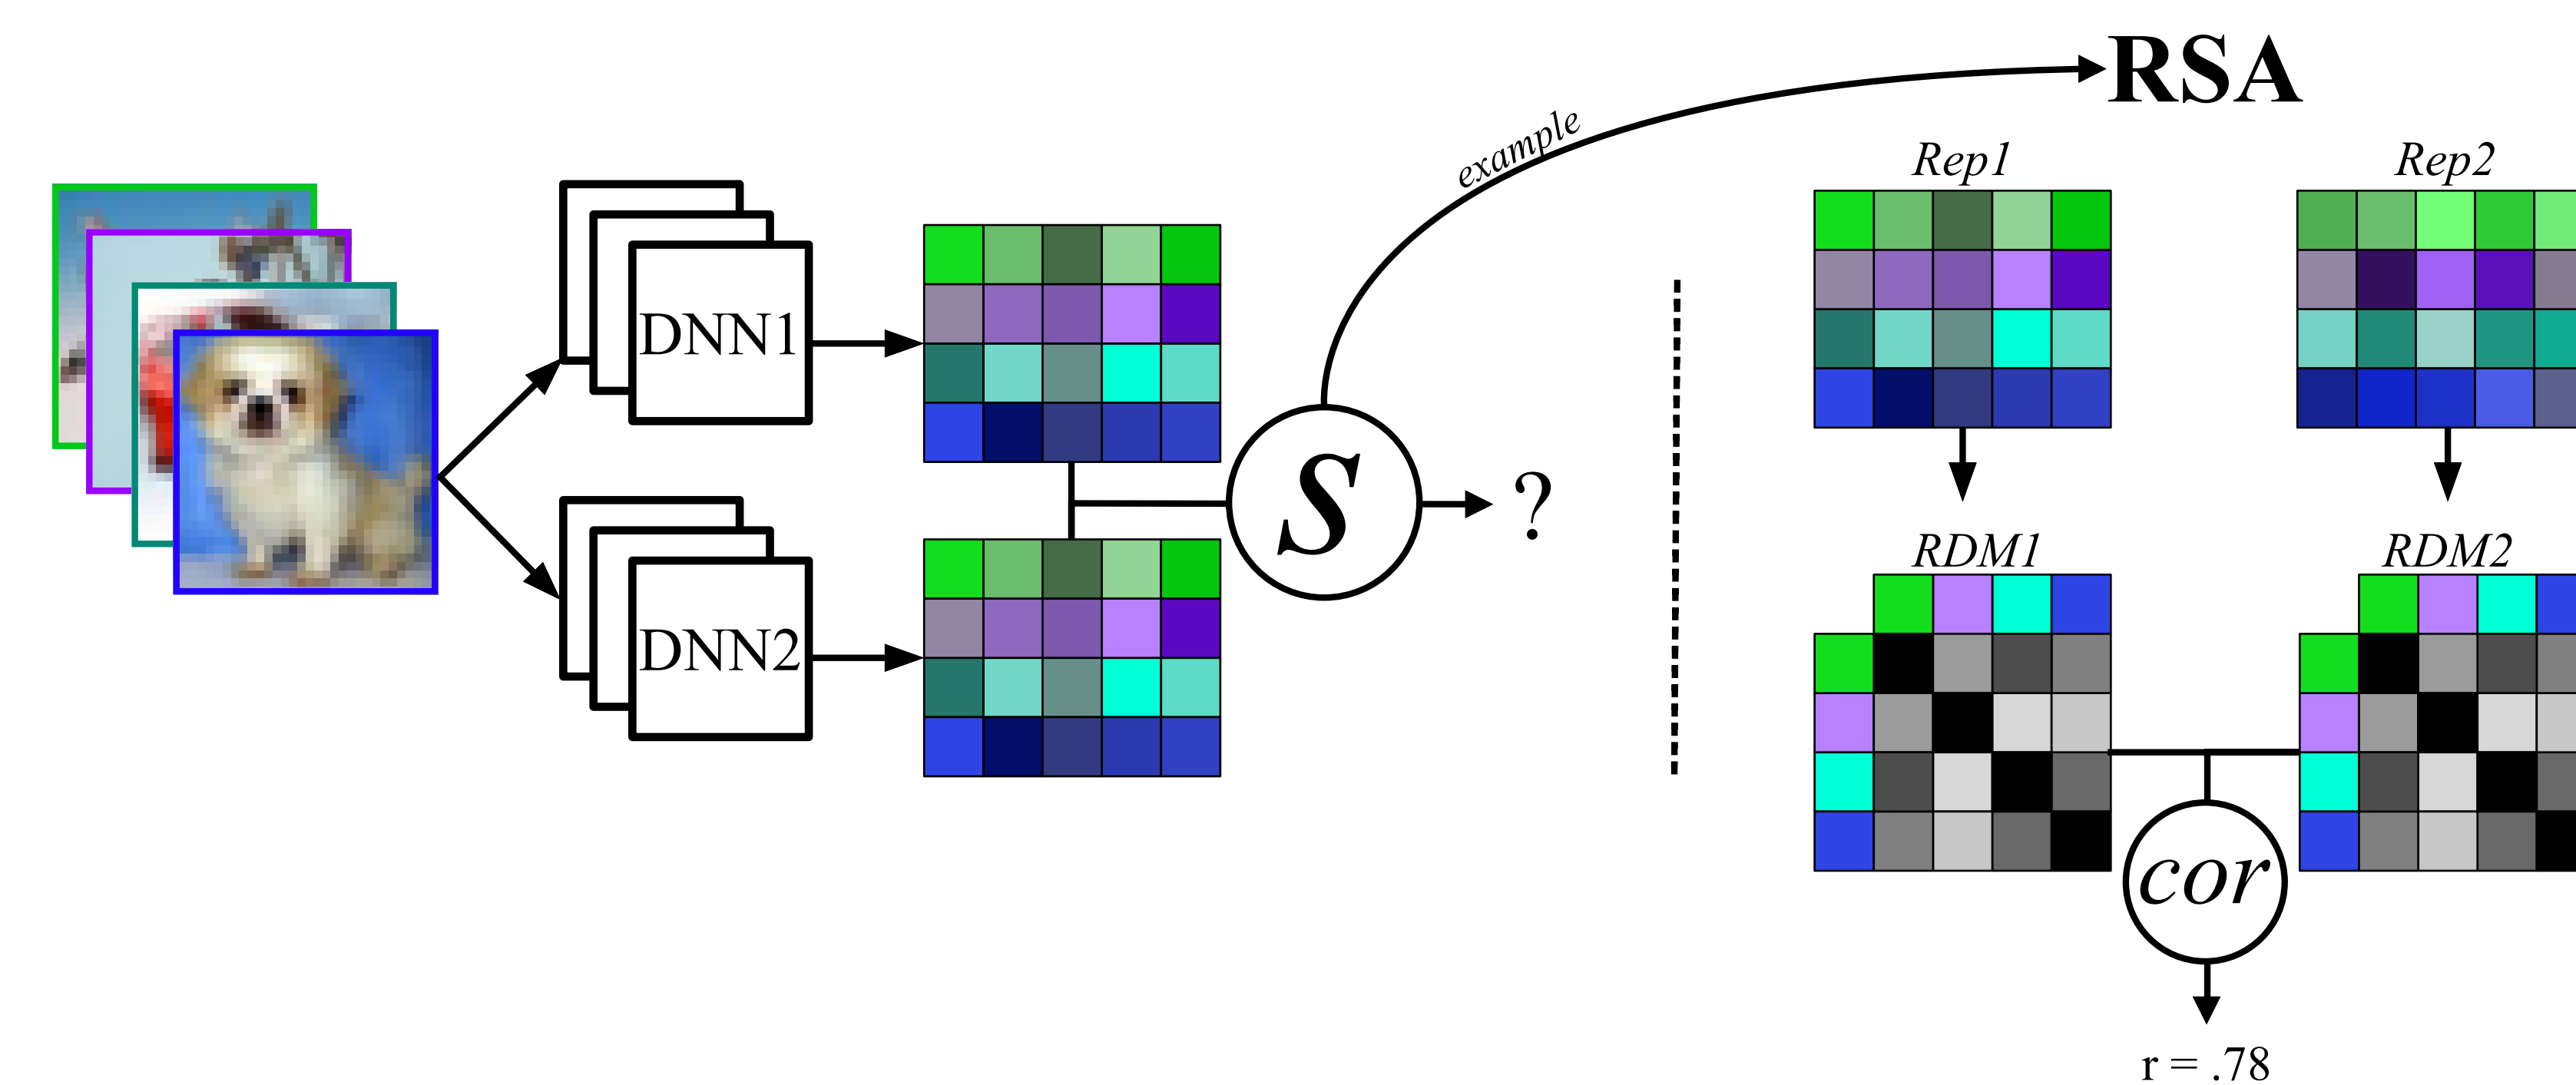 RSA
example
Rep1
Rep2
DNN1
S
?
RDM1
RDM2
DNN2
cor
r = .78